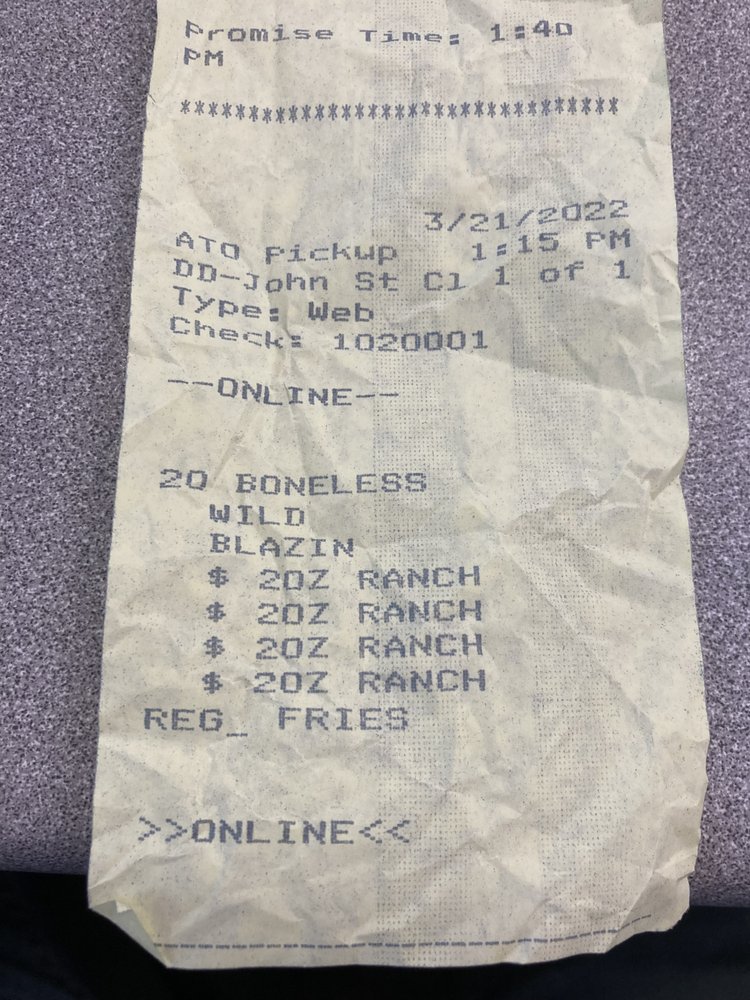 Promise Time: 1:40
PM
***********************************
3/21/2022
ATO Pickup 1:15 PM
DD-John St Cl 1 of 1
Type: Web
Check: 1020001
--ONLINE--
20 BONELESS
WILD
BLAZIN
$ 2OZ RANCH
$ 2OZ RANCH
$ 2OZ RANCH
$ 2OZ RANCH
REG_ FRIES
>>ONLINE<<